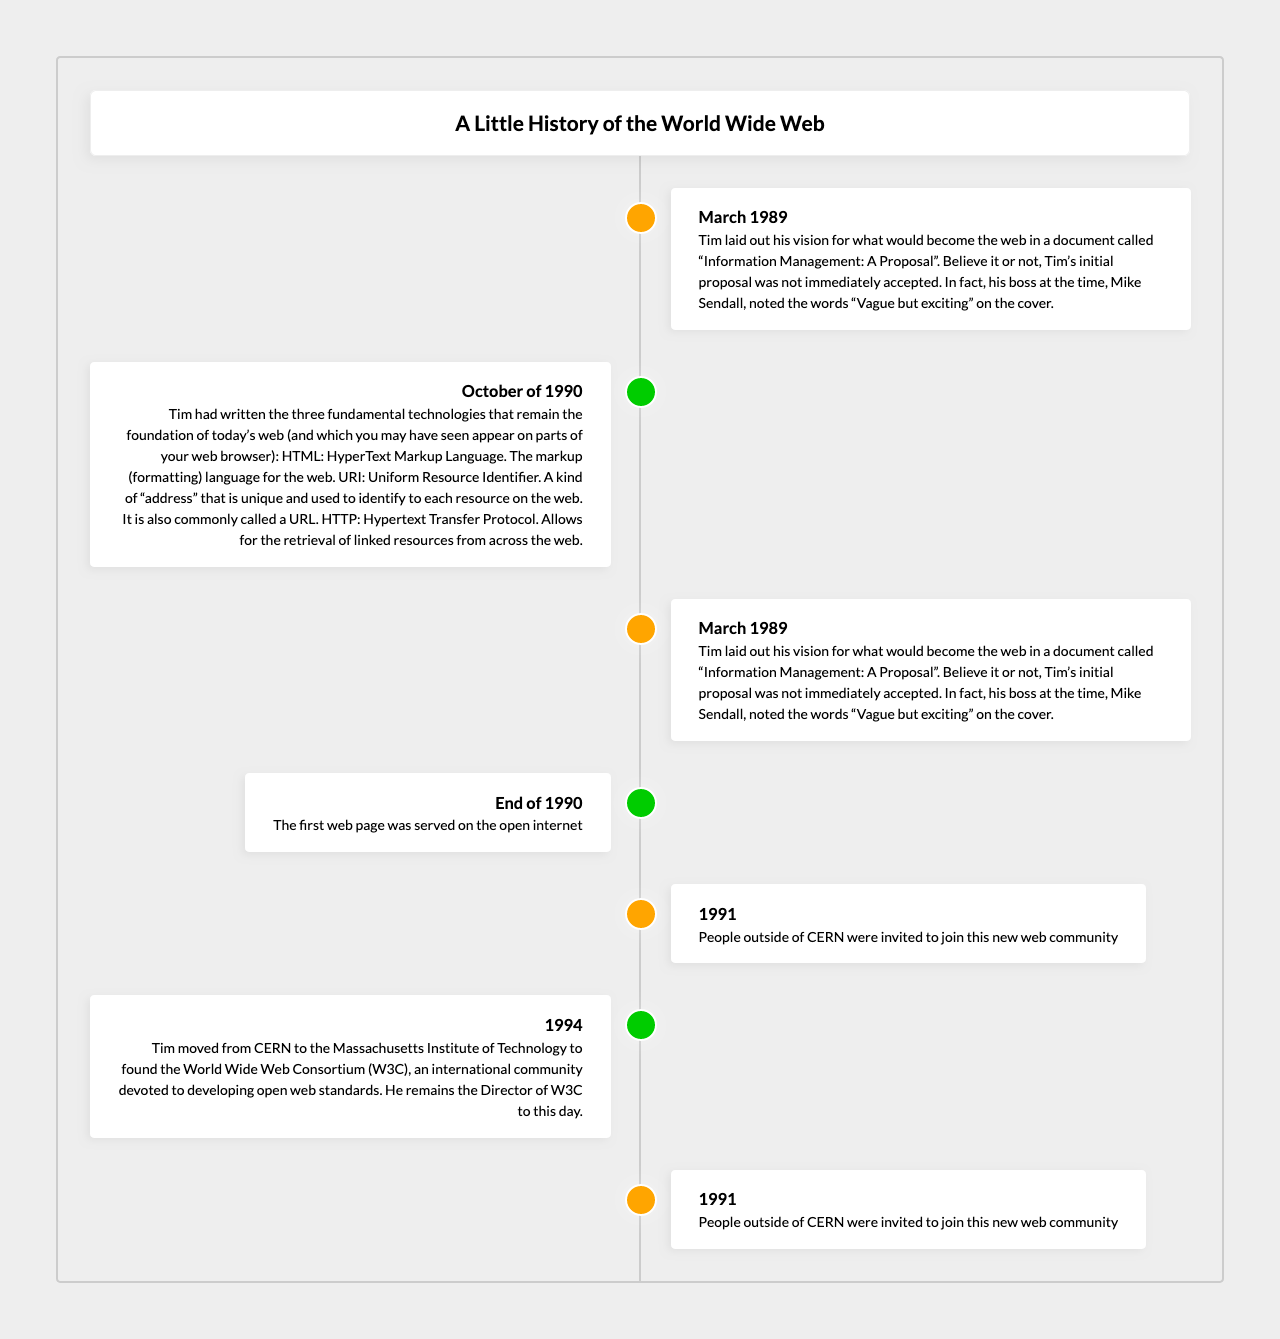 A Little History of the World Wide Web
March 1989
Tim laid out his vision for what would become the web in a document called
“Information Management: A Proposal”. Believe it or not, Tim’s initial
proposal was not immediately accepted. In fact, his boss at the time, Mike
Sendall, noted the words “Vague but exciting” on the cover.
October of 1990
Tim had written the three fundamental technologies that remain the
foundation of today’s web (and which you may have seen appear on parts of
your web browser): HTML: HyperText Markup Language. The markup
(formatting) language for the web. URI: Uniform Resource Identifier. A kind
of “address” that is unique and used to identify to each resource on the web.
It is also commonly called a URL. HTTP: Hypertext Transfer Protocol. Allows
for the retrieval of linked resources from across the web.
March 1989
Tim laid out his vision for what would become the web in a document called
“Information Management: A Proposal”. Believe it or not, Tim’s initial
proposal was not immediately accepted. In fact, his boss at the time, Mike
Sendall, noted the words “Vague but exciting” on the cover.
End of 1990
The first web page was served on the open internet
1991
People outside of CERN were invited to join this new web community
1994
Tim moved from CERN to the Massachusetts Institute of Technology to
found the World Wide Web Consortium (W3C), an international community
devoted to developing open web standards. He remains the Director of W3C
to this day.
1991
People outside of CERN were invited to join this new web community